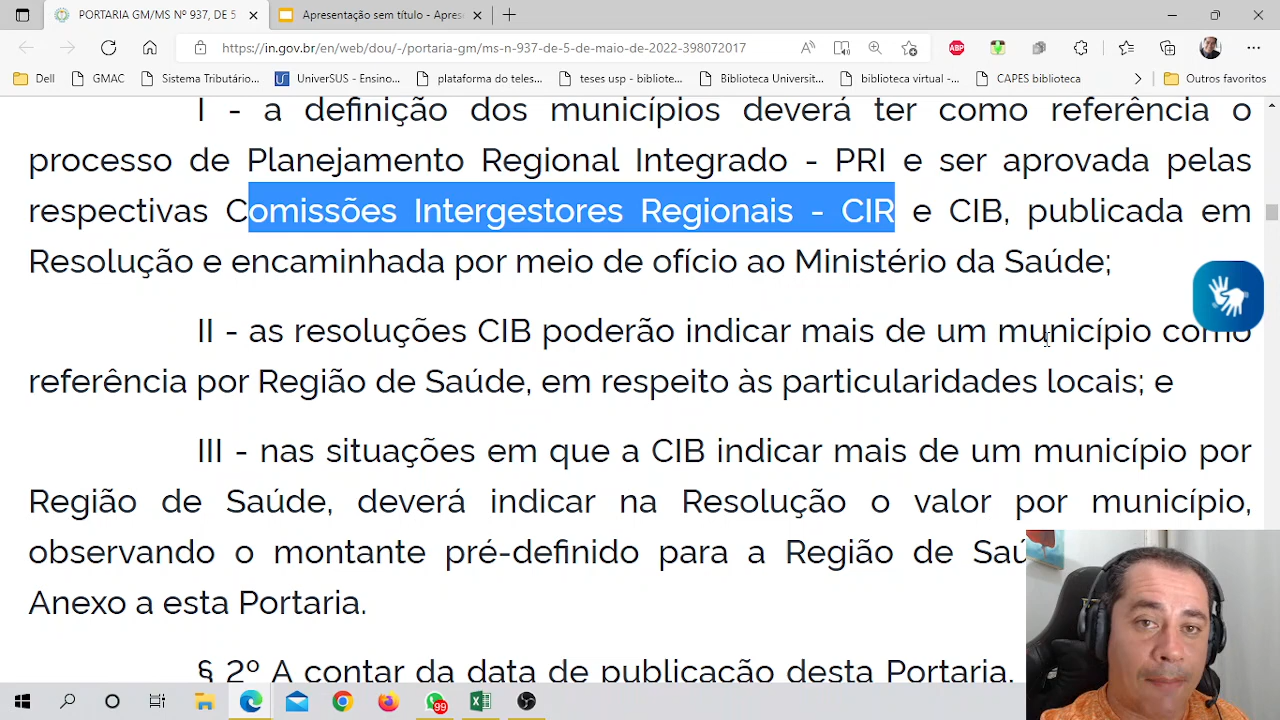 PORTARIA GM/MS Nº 937, DE 5
Apresentação sem título - Apres
https://in.gov.br/en/web/dou/-/portaria-gm/ms-n-937-de-5-de-maio-de-2022-398072017
ABP
Dell
GMAC
Sistema Tributário...
UniverSUS - Ensino...
plataforma do teles...
teses usp - bibliote...
Biblioteca Universit...
biblioteca virtual -...
CAPES biblioteca
Outros favoritos
I - a definição dos municípios deverá ter como referência o
processo de Planejamento Regional Integrado - PRI e ser aprovada pelas
respectivas Comissões Intergestores Regionais - CIR e CIB, publicada em
Resolução e encaminhada por meio de ofício ao Ministério da Saúde;
II - as resoluções CIB poderão indicar mais de um município como
referência por Região de Saúde, em respeito às particularidades locais; e
III - nas situações em que a CIB indicar mais de um município por
Região de Saúde, deverá indicar na Resolução o valor por município,
observando o montante pré-definido para a Região de Saú
Anexo a esta Portaria.
§ 2º A contar da data de publicação desta Portaria,
99